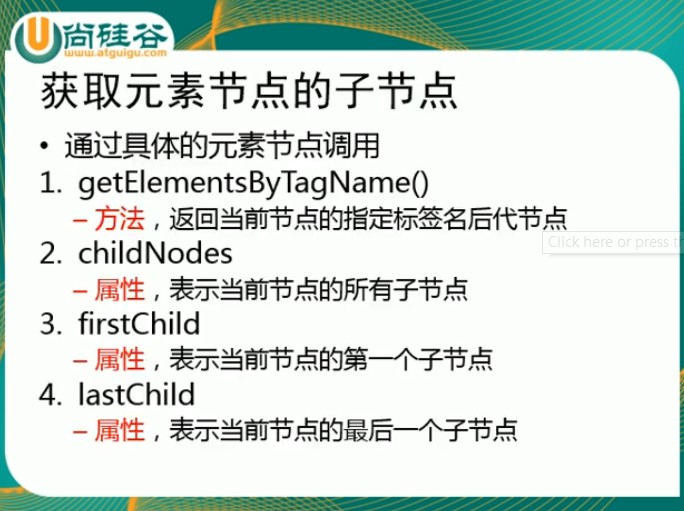 尚硅谷
www.atguigu.com
获取元素节点的子节点
• 通过具体的元素节点调用
1. getElementsByTagName()
– 方法，返回当前节点的指定标签名后代节点
Click here or press th
2. childNodes
– 属性，表示当前节点的所有子节点
3. firstChild
– 属性，表示当前节点的第一个子节点
4. lastChild
– 属性，表示当前节点的最后一个子节点